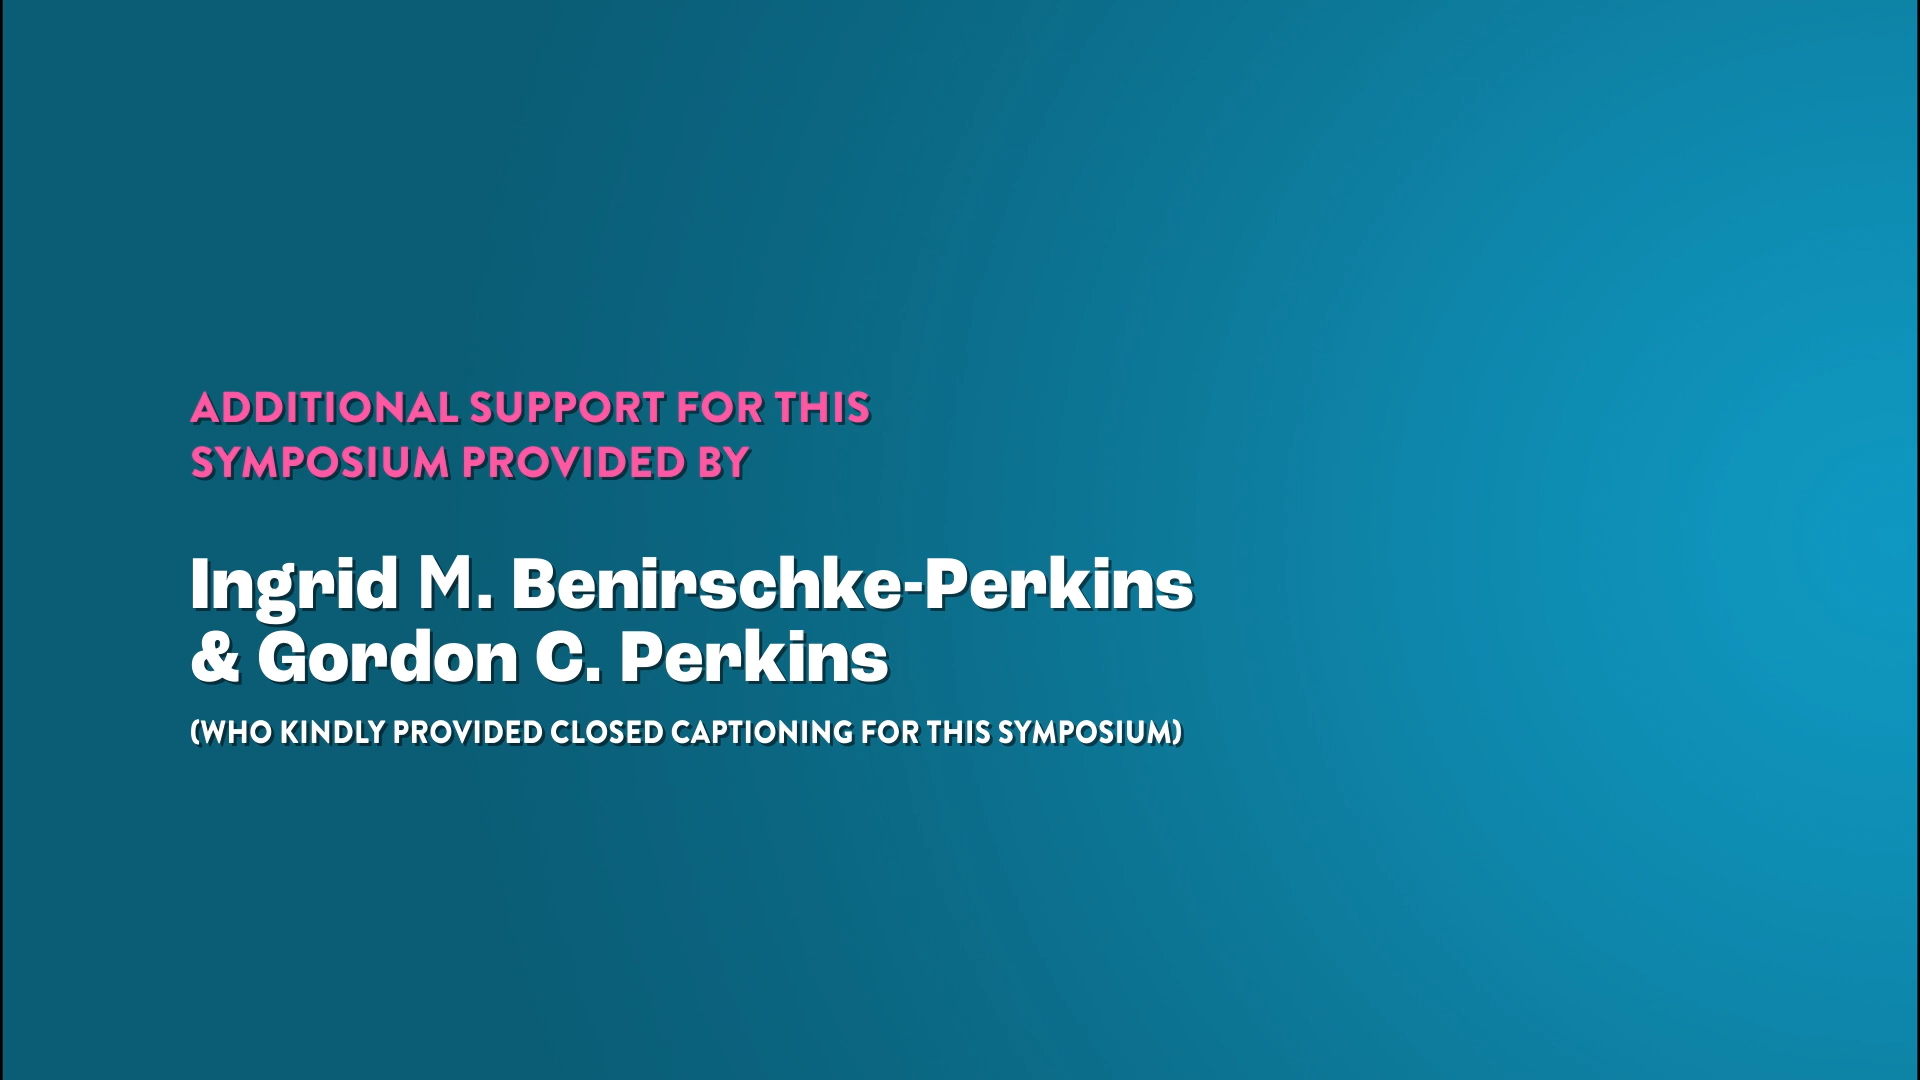 ADDITIONAL SUPPORT FOR THIS
SYMPOSIUM PROVIDED BY
Ingrid M. Benirschke-Perkins
& Gordon C. Perkins
(WHO KINDLY PROVIDED CLOSED CAPTIONING FOR THIS SYMPOSIUM)